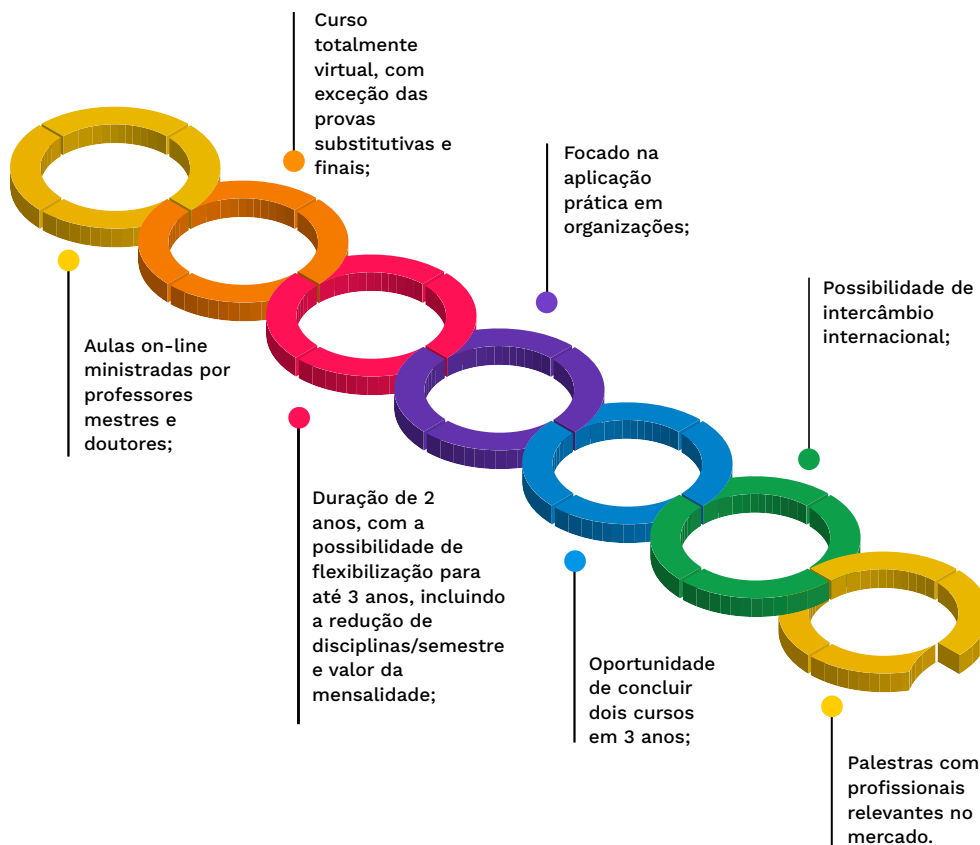 Curso
totalmente
virtual, com
exceção das
provas
substitutivas e
finais;
Focado na
aplicação
prática em
organizações;
Possibilidade de
intercâmbio
internacional;
Aulas on-line
ministradas por
professores
mestres e
doutores;
Duração de 2
anos, com a
possibilidade de
flexibilização para
até 3 anos, incluindo
a redução de
disciplinas/semestre
e valor da
mensalidade;
Oportunidade
de concluir
dois cursos
em 3 anos;
Palestras com
profissionais
relevantes no
mercado.